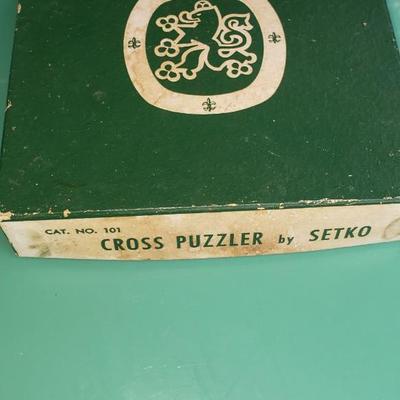 CAT. NO. 101
CROSS PUZZLER by SETKO